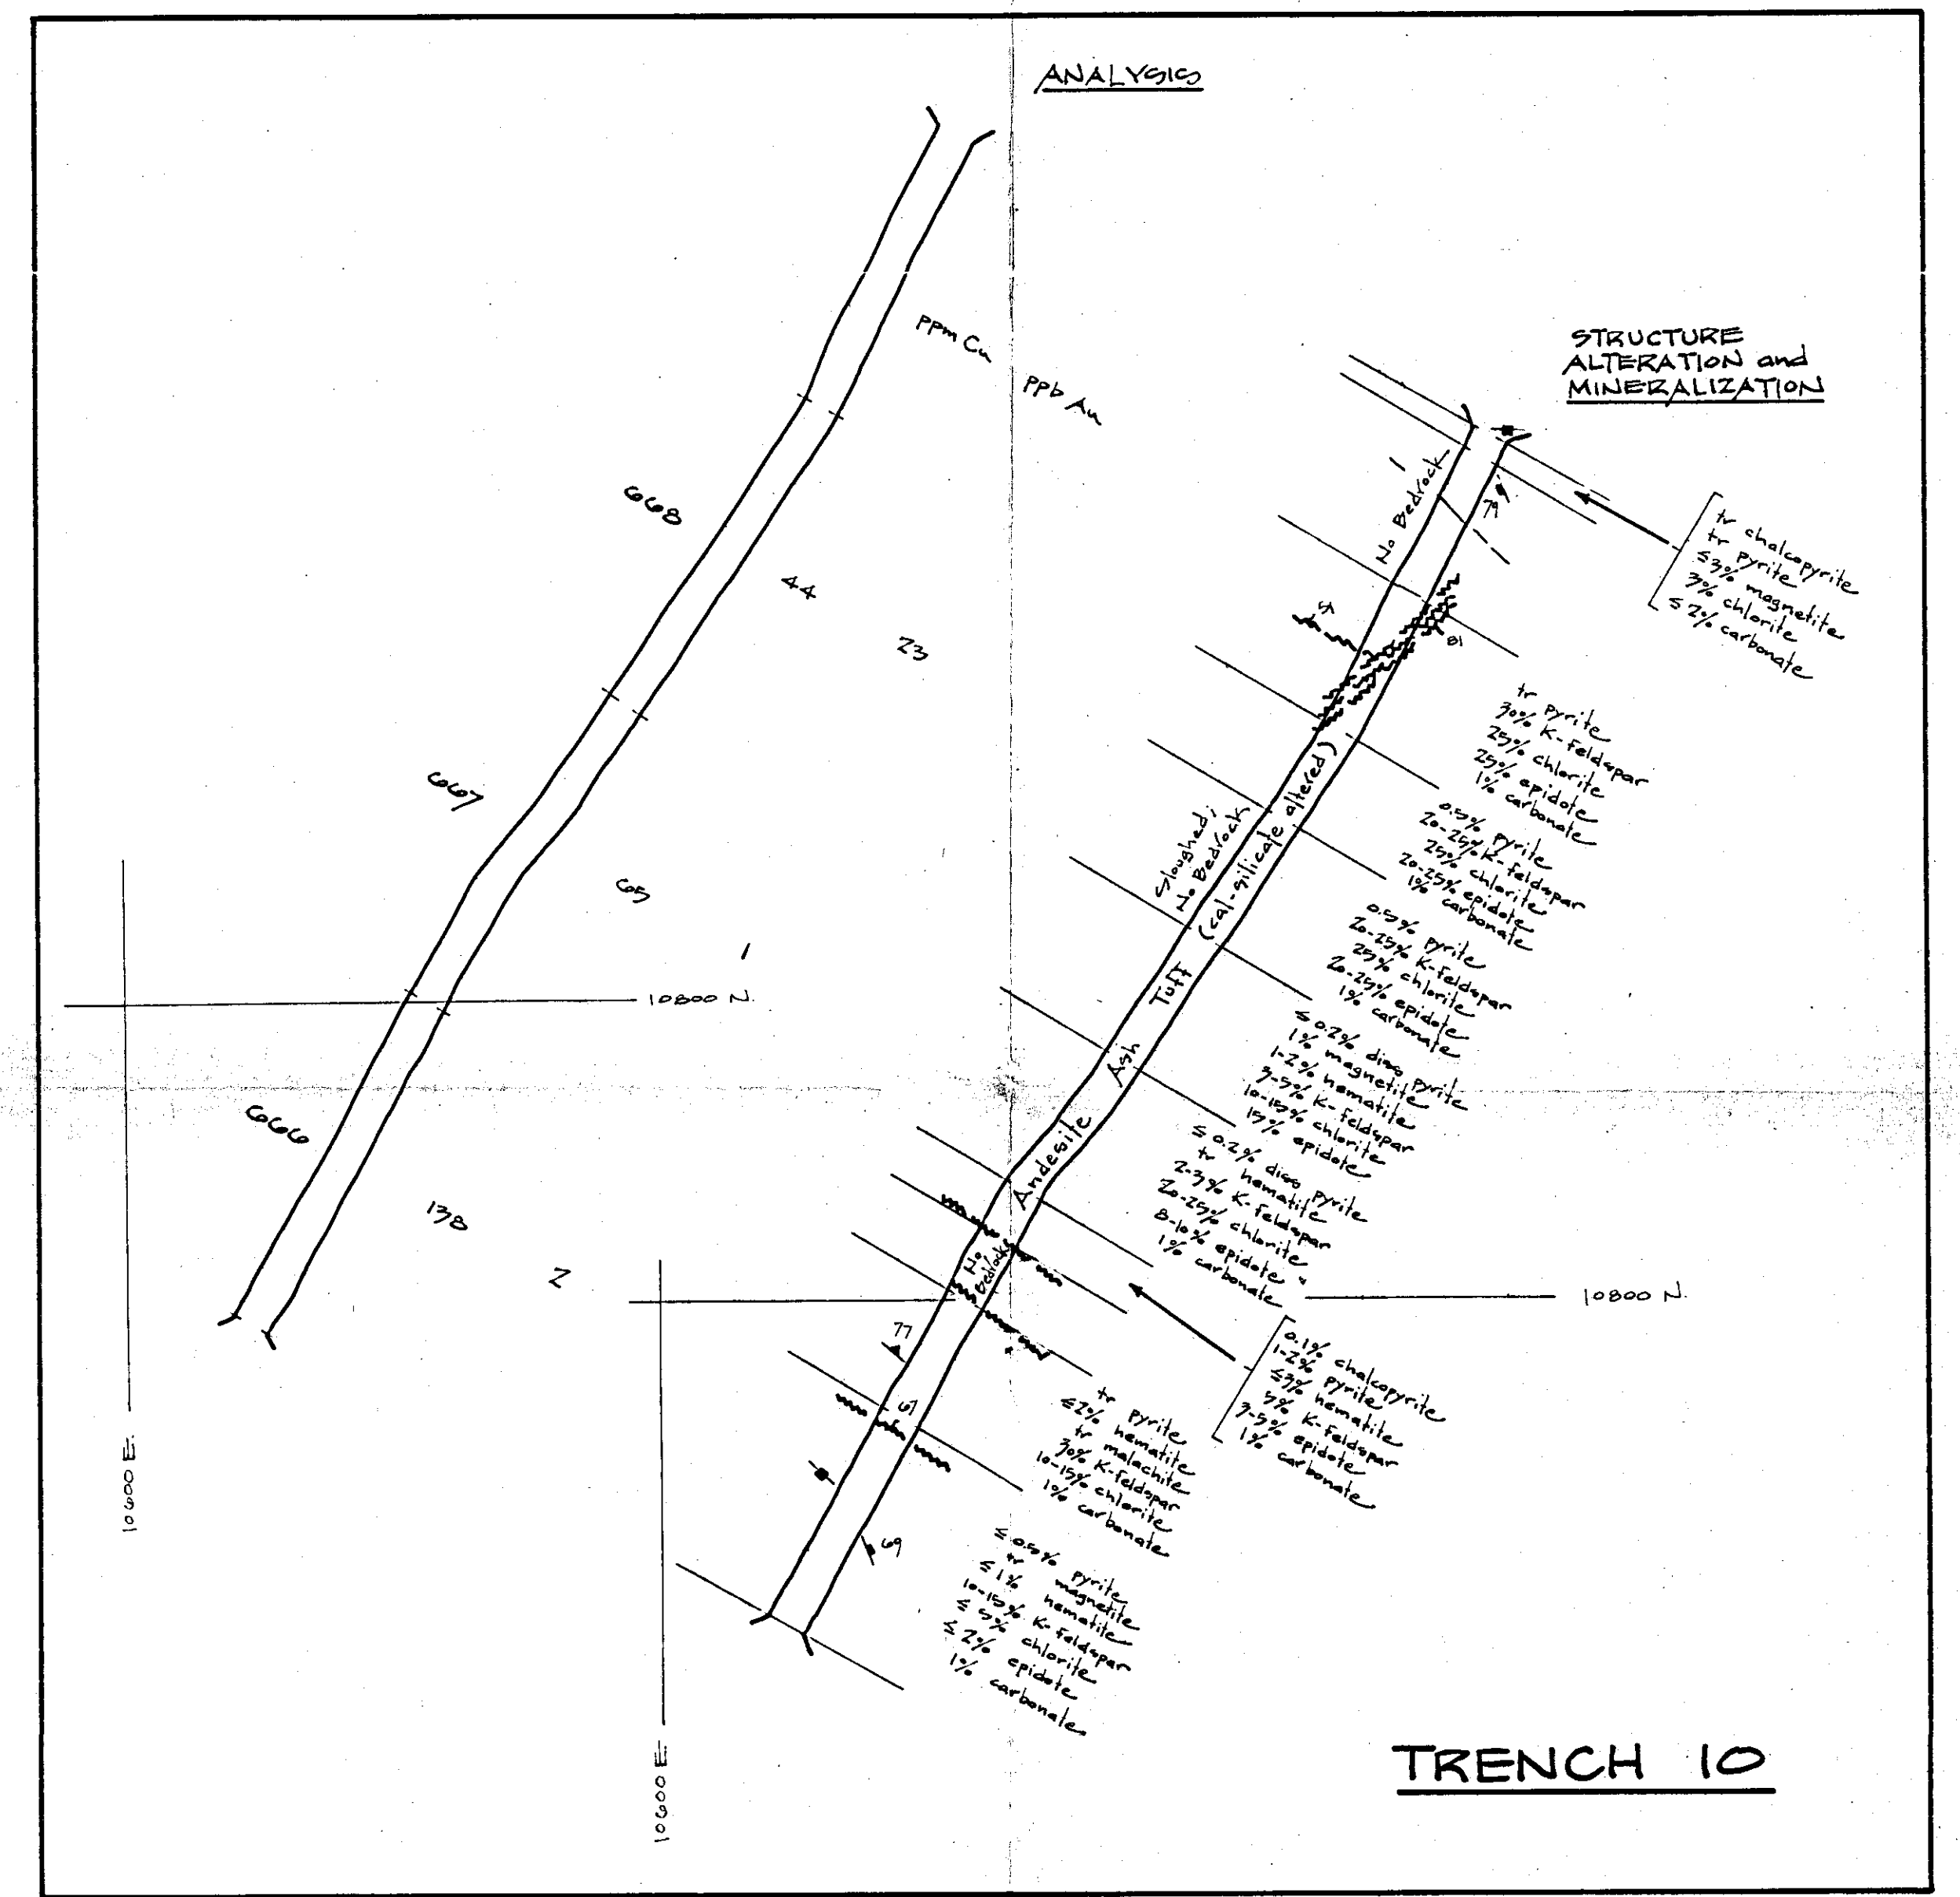 ANALYSIS
ppm Cu
ppb Au
668
44
23
667
65
1
10800 N.
666
138
2
10600 E.
STRUCTURE
ALTERATION and
MINERALIZATION
No Bedrock
79
tr chalcopyrite
tr pyrite
≤3% magnetite
3% chlorite
≤2% carbonate
51
81
tr pyrite
30% K-feldspar
25% chlorite
25% epidote
1% carbonate
0.5% pyrite
20-25% K-feldspar
25% chlorite
20-25% epidote
1% carbonate
Sloughed;
No Bedrock
Andesite Ash Tuff (cal-silicate altered)
0.5% pyrite
20-25% K-feldspar
25% chlorite
20-25% epidote
1% carbonate
≤0.2% diss pyrite
1% magnetite
1-2% hematite
3-5% K-feldspar
10-15% chlorite
15% epidote
≤0.2% diss pyrite
tr hematite
2-3% K-feldspar
20-25% chlorite
8-10% epidote
1% carbonate
No
Bedrock
10800 N.
0.1% chalcopyrite
1-2% pyrite
≤3% hematite
5% K-feldspar
3-5% epidote
1% carbonate
77
61
tr pyrite
≤2% hematite
tr malachite
30% K-feldspar
10-15% chlorite
1% carbonate
69
≤0.5% pyrite
tr magnetite
≤1% hematite
10-15% K-feldspar
≤5% chlorite
≤2% epidote
1% carbonate
10600 E.
TRENCH 10